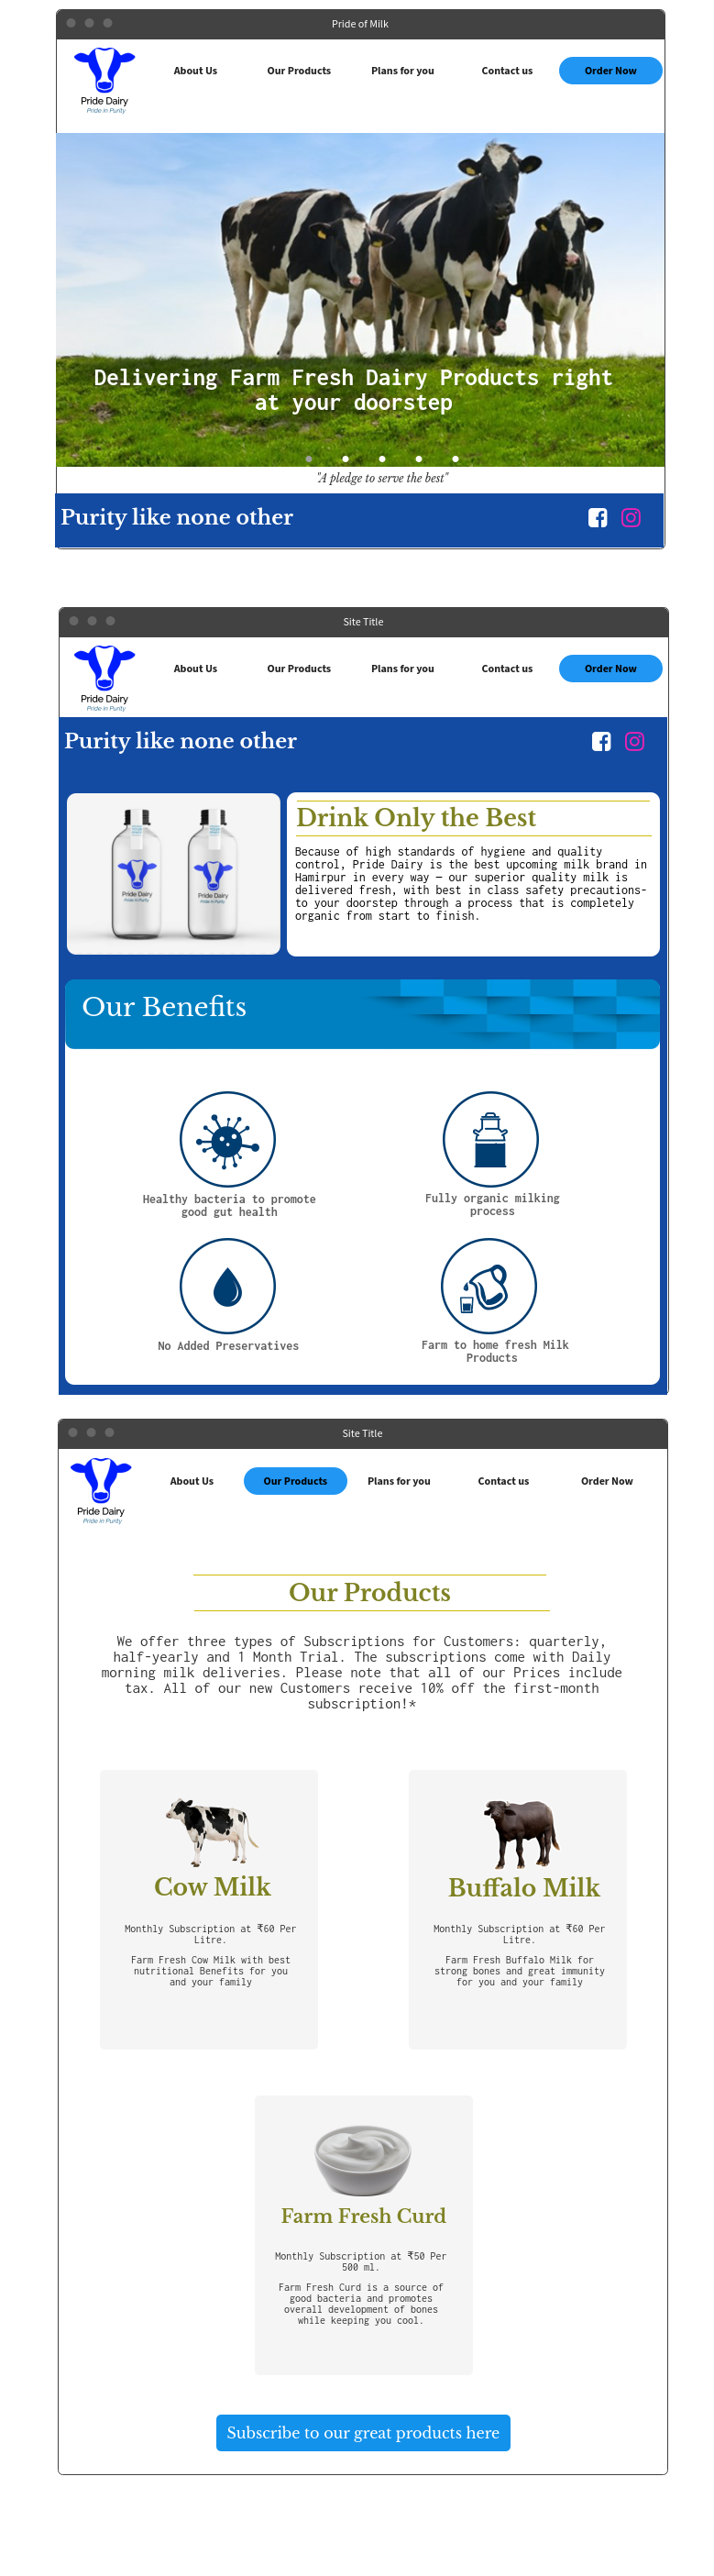 Pride of Milk
Pride Dairy
Pride in Purity
About Us
Our Products
Plans for you
Contact us
Order Now
Delivering Farm Fresh Dairy Products right
at your doorstep
"A pledge to serve the best"
Purity like none other
Site Title
Pride Dairy
Pride in Purity
About Us
Our Products
Plans for you
Contact us
Order Now
Purity like none other
Pride Dairy
Pride in Purity
Pride Dairy
Pride in Purity
Drink Only the Best
Because of high standards of hygiene and quality
control, Pride Dairy is the best upcoming milk brand in
Hamirpur in every way — our superior quality milk is
delivered fresh, with best in class safety precautions-
to your doorstep through a process that is completely
organic from start to finish.
Our Benefits
Healthy bacteria to promote
good gut health
Fully organic milking
process
No Added Preservatives
Farm to home fresh Milk
Products
Site Title
Pride Dairy
Pride in Purity
About Us
Our Products
Plans for you
Contact us
Order Now
Our Products
We offer three types of Subscriptions for Customers: quarterly,
half-yearly and 1 Month Trial. The subscriptions come with Daily
morning milk deliveries. Please note that all of our Prices include
tax. All of our new Customers receive 10% off the first-month
subscription!*
Cow Milk
Monthly Subscription at ₹60 Per
Litre.
Farm Fresh Cow Milk with best
nutritional Benefits for you
and your family
Buffalo Milk
Monthly Subscription at ₹60 Per
Litre.
Farm Fresh Buffalo Milk for
strong bones and great immunity
for you and your family
Farm Fresh Curd
Monthly Subscription at ₹50 Per
500 ml.
Farm Fresh Curd is a source of
good bacteria and promotes
overall development of bones
while keeping you cool.
Subscribe to our great products here